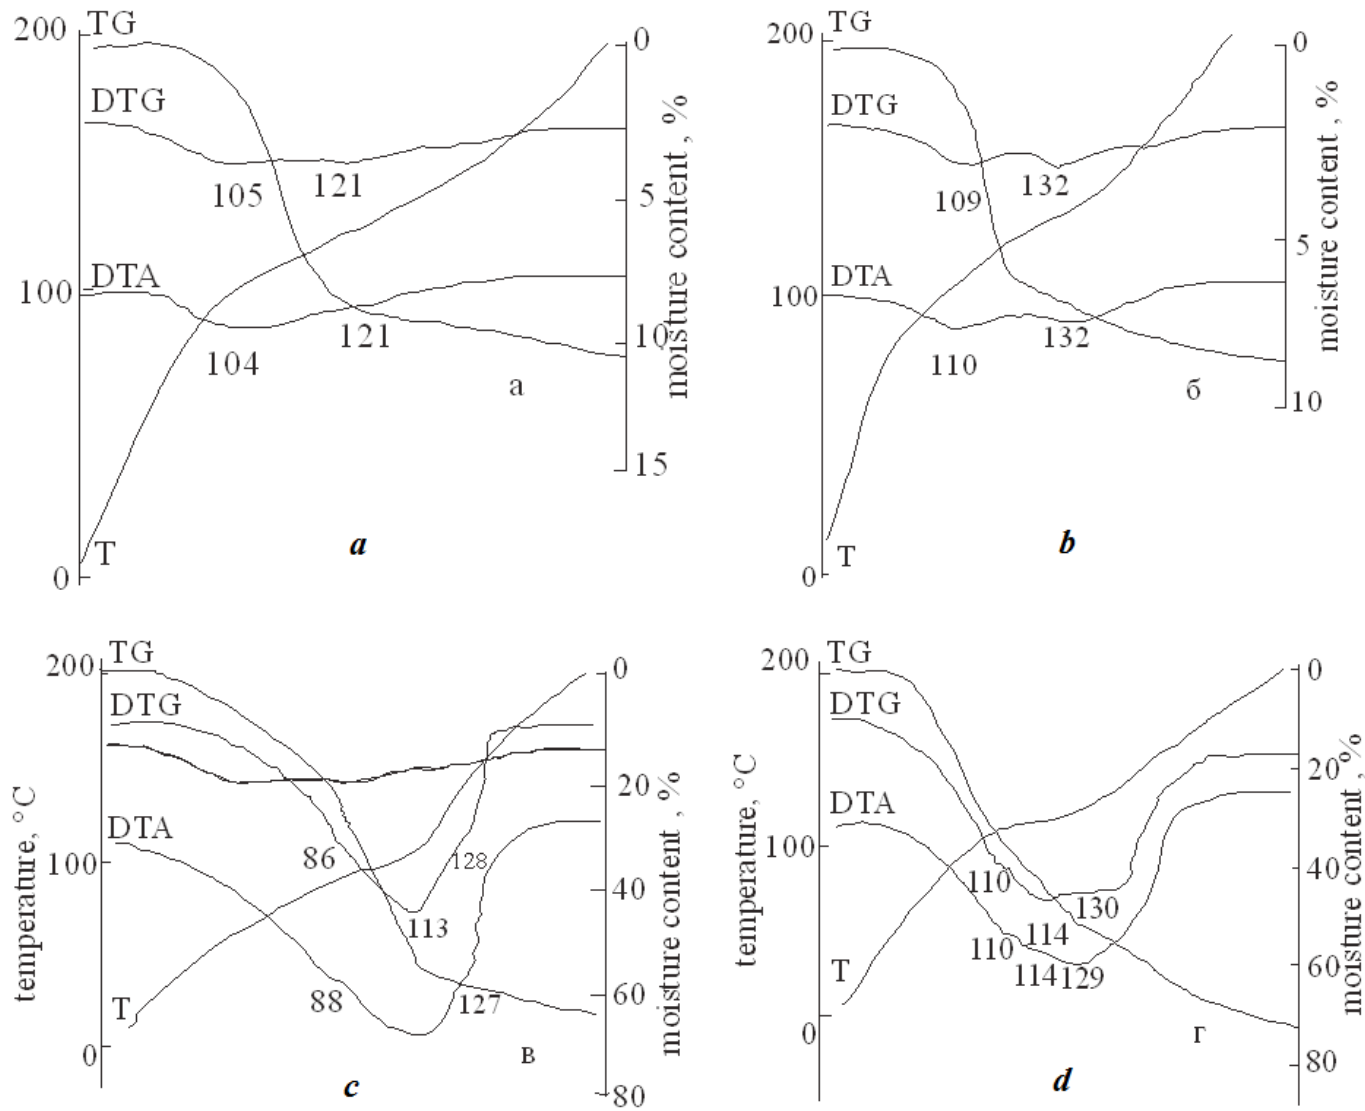 200
TG
0
DTG
moisture content , %
5
105
121
DTA
100
10
104
121
а
15
a
T
0
200
TG
0
DTG
moisture content , %
109
132
5
DTA
100
110
132
б
10
b
T
0
200
TG
0
DTG
temperature, °C
20
moisture content , %
DTA
100
86
128
40
113
88
127
T
60
0
в
c
80
200
TG
0
DTG
temperature, °C
20
moisture content , %
DTA
100
110
40
130
114
110
T
114
129
60
0
г
d
80